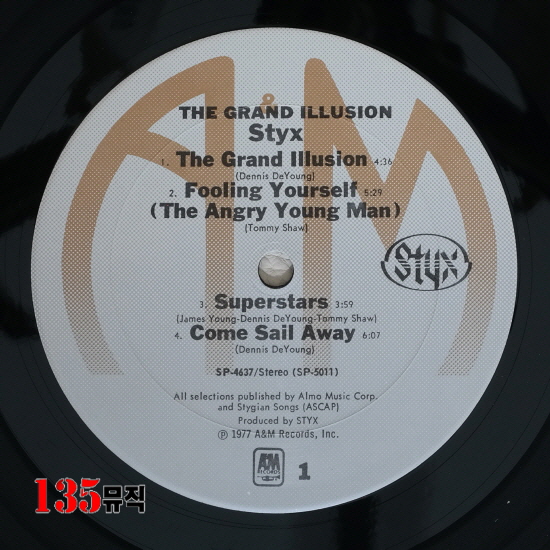 A&M
THE GRAND ILLUSION
Styx
1. The Grand Illusion 4:36
(Dennis DeYoung)
2. Fooling Yourself 5:29
(The Angry Young Man)
(Tommy Shaw)
Styx
3. Superstars 3:59
(James Young-Dennis DeYoung-Tommy Shaw)
4. Come Sail Away 6:07
(Dennis DeYoung)
SP-4637/Stereo (SP-5011)
All selections published by Almo Music Corp.
and Stygian Songs (ASCAP)
Produced by STYX
℗ 1977 A&M Records, Inc.
A&M
RECORDS
1
135뮤직